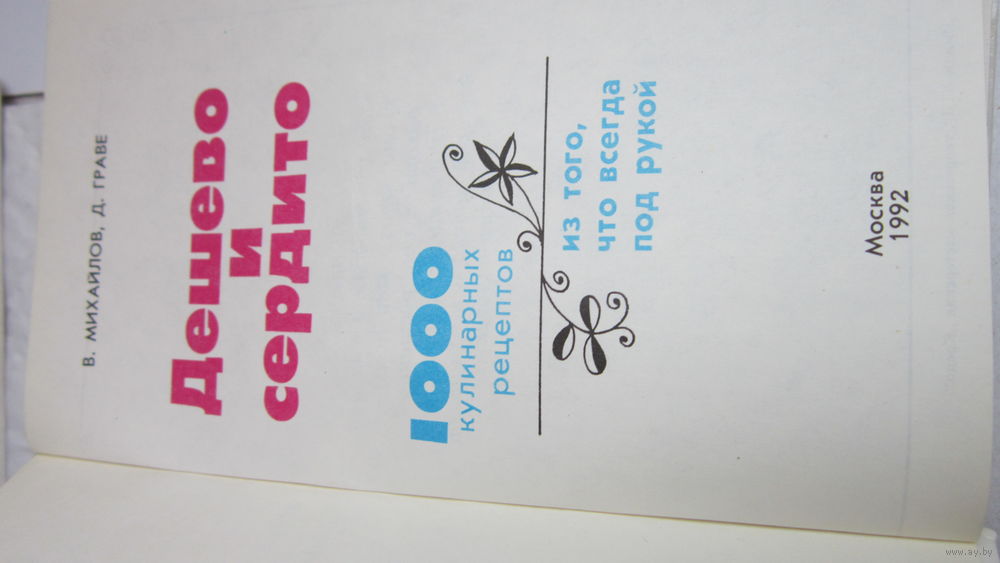 В. МИХАЙЛОВ, Д. ГРАВЕ
Дешево
и
сердито
1000
кулинарных
рецептов
из того,
что всегда
под рукой
Москва
1992
www.ay.by